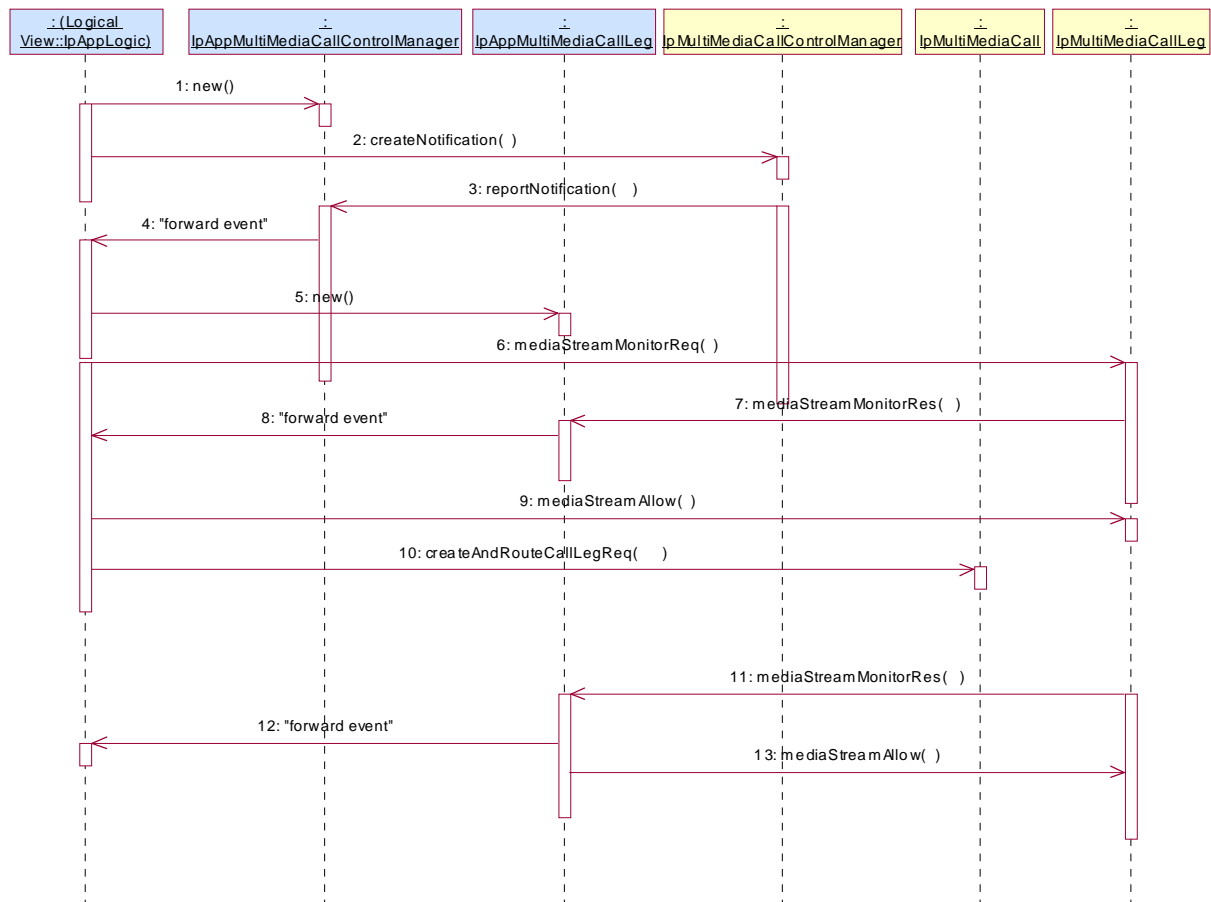 : (Logical
View::IpAppLogic)
:
IpAppMultiMediaCallControlManager
:
IpAppMultiMediaCallLeg
:
IpMultiMediaCallControlManager
:
IpMultiMediaCall
:
IpMultiMediaCallLeg
1: new()
2: createNotification( )
3: reportNotification( )
4: "forward event"
5: new()
6: mediaStreamMonitorReq( )
7: mediaStreamMonitorRes( )
8: "forward event"
9: mediaStreamAllow( )
10: createAndRouteCallLegReq( )
11: mediaStreamMonitorRes( )
12: "forward event"
13: mediaStreamAllow( )